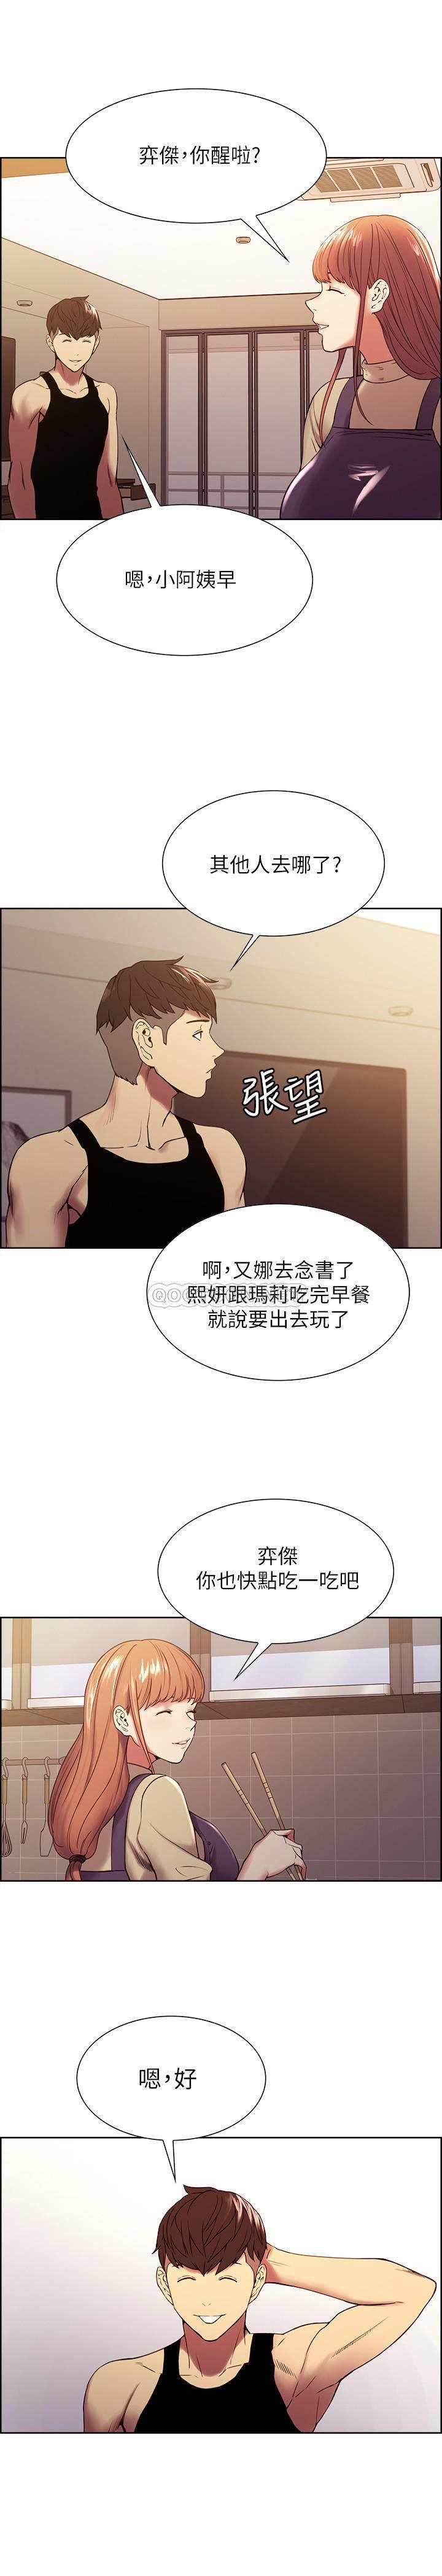 弈傑，你醒啦?
嗯，小阿姨早
其他人去哪了?
張望
啊，又娜去念書了
熙妍跟瑪莉吃完早餐
就說要出去玩了
弈傑
你也快點吃一吃吧
嗯，好